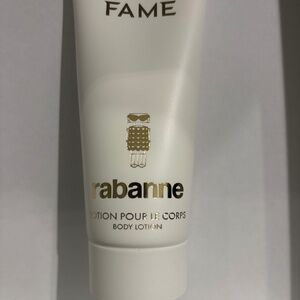 FAME
rabanne
LOTION POUR LE CORPS
BODY LOTION